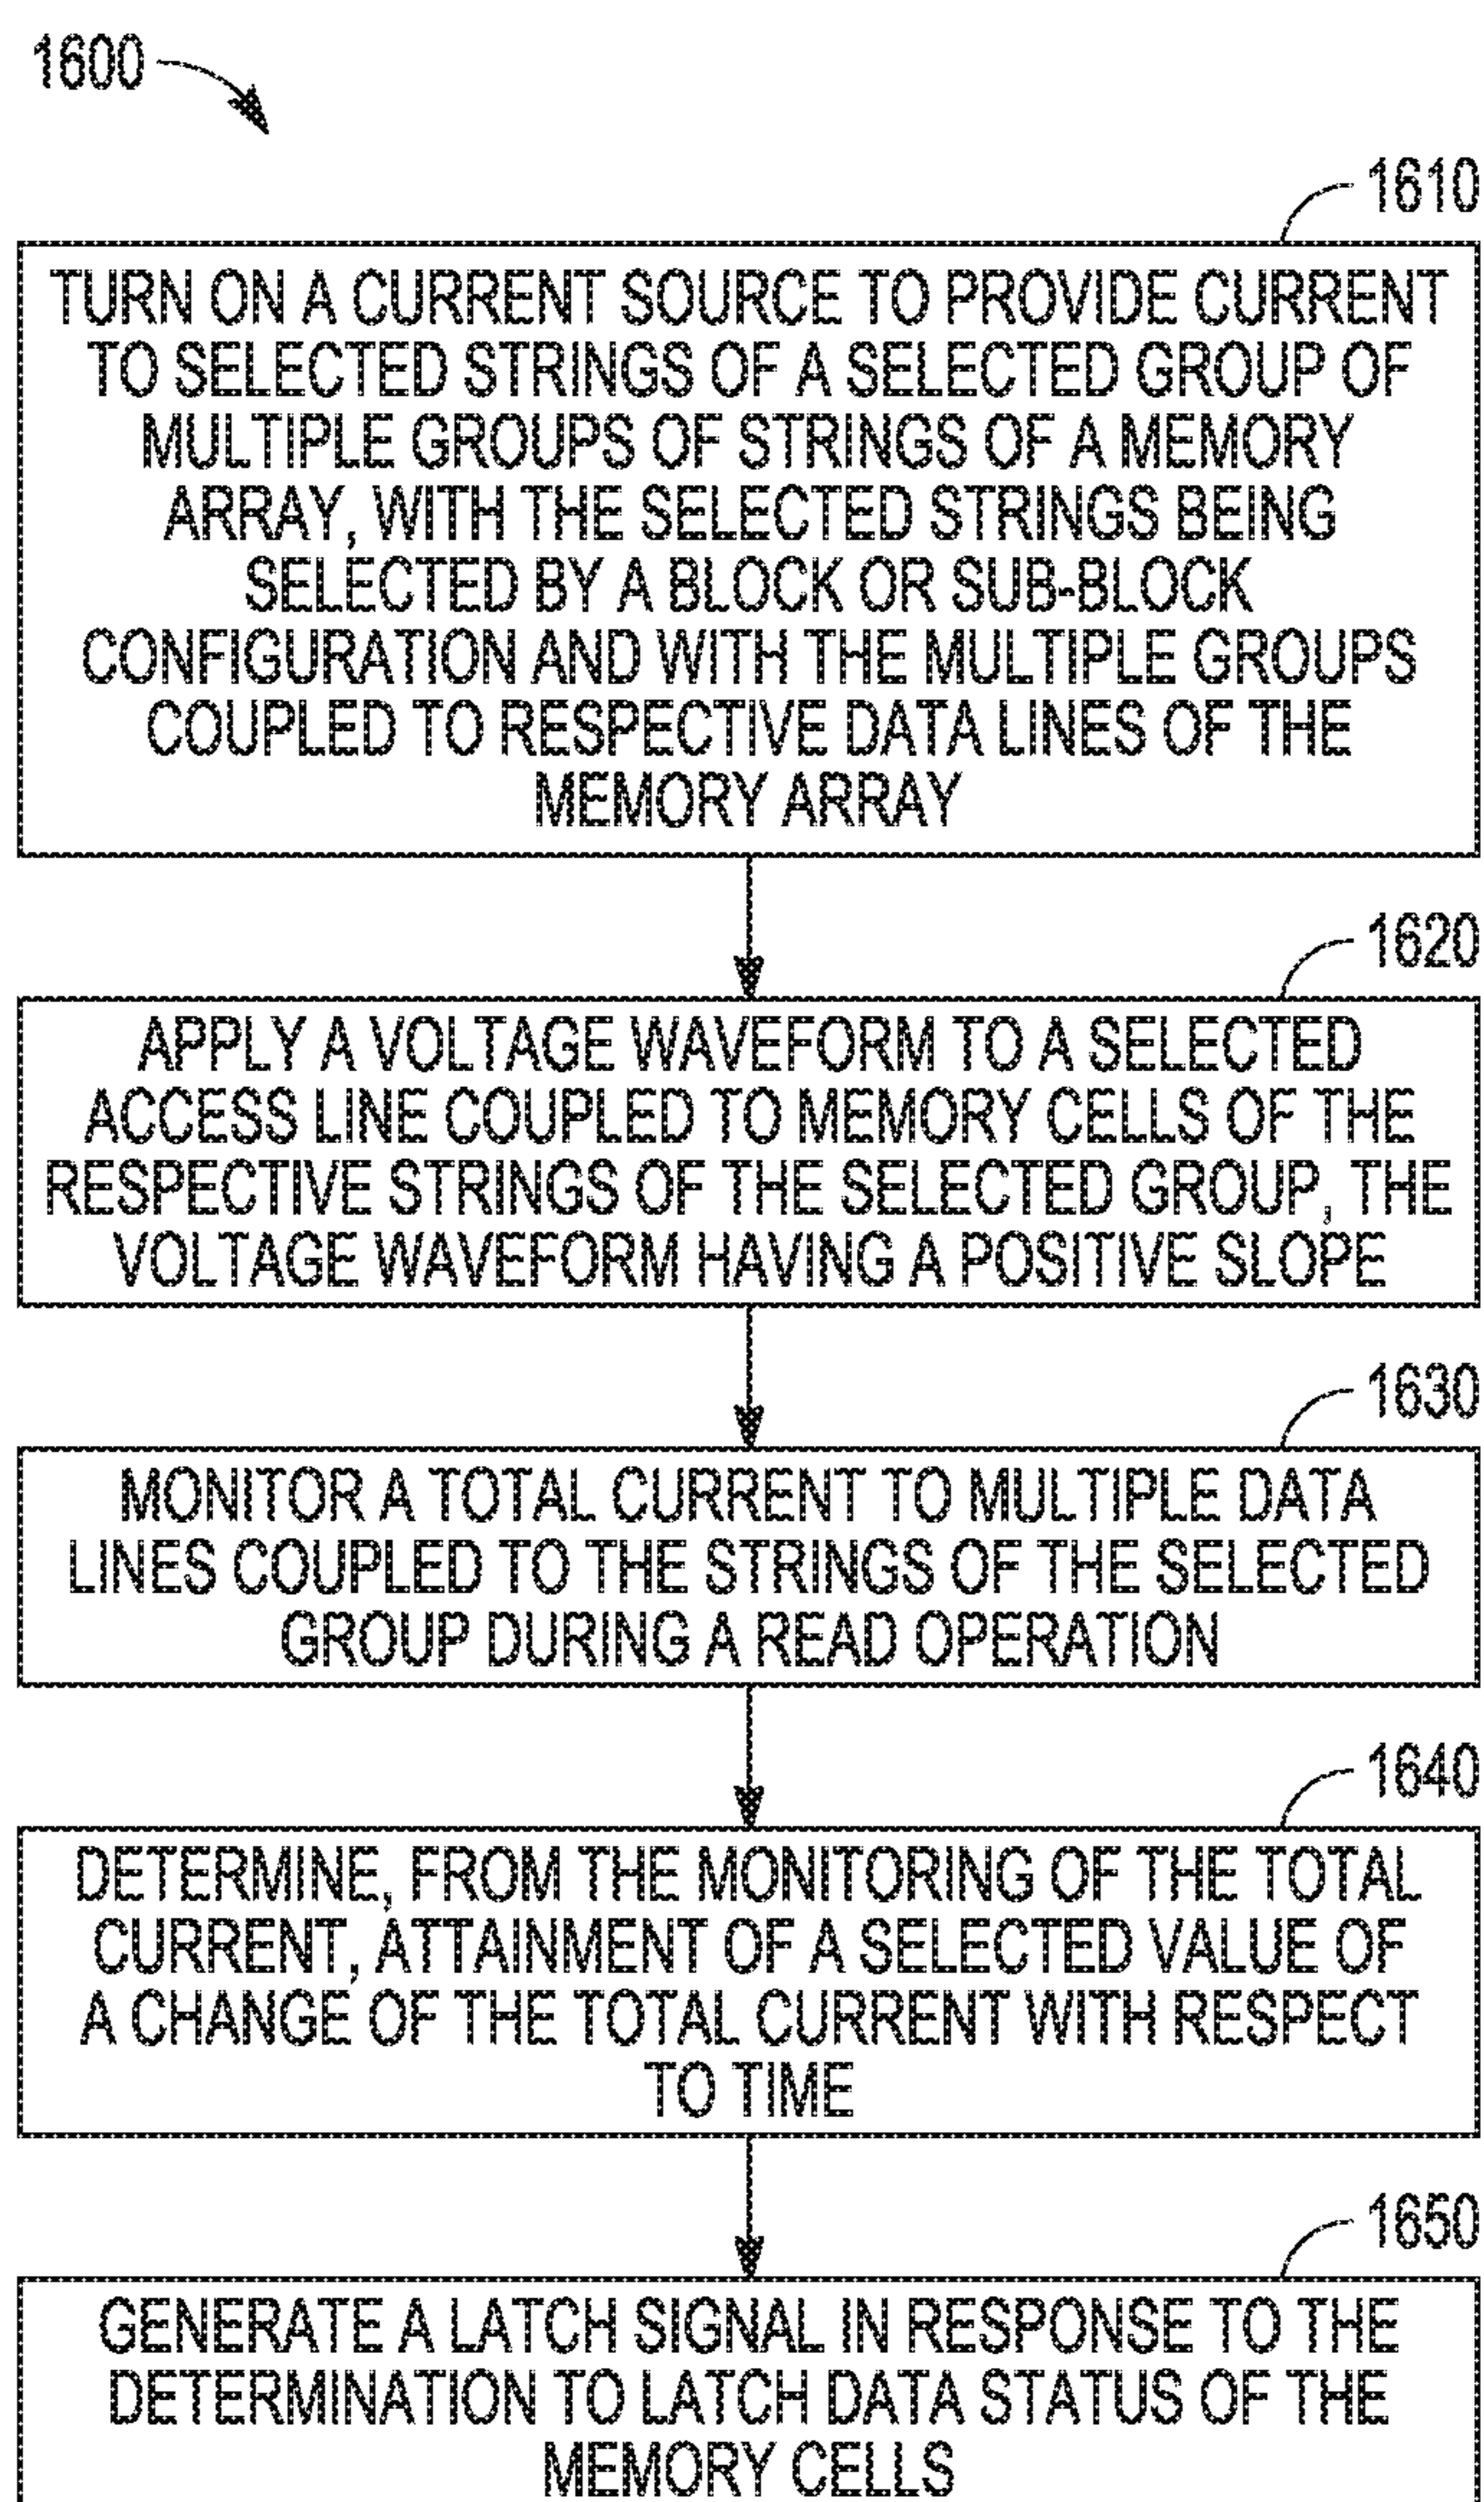 1600
1610
TURN ON A CURRENT SOURCE TO PROVIDE CURRENT
TO SELECTED STRINGS OF A SELECTED GROUP OF
MULTIPLE GROUPS OF STRINGS OF A MEMORY
ARRAY, WITH THE SELECTED STRINGS BEING
SELECTED BY A BLOCK OR SUB-BLOCK
CONFIGURATION AND WITH THE MULTIPLE GROUPS
COUPLED TO RESPECTIVE DATA LINES OF THE
MEMORY ARRAY
1620
APPLY A VOLTAGE WAVEFORM TO A SELECTED
ACCESS LINE COUPLED TO MEMORY CELLS OF THE
RESPECTIVE STRINGS OF THE SELECTED GROUP, THE
VOLTAGE WAVEFORM HAVING A POSITIVE SLOPE
1630
MONITOR A TOTAL CURRENT TO MULTIPLE DATA
LINES COUPLED TO THE STRINGS OF THE SELECTED
GROUP DURING A READ OPERATION
1640
DETERMINE, FROM THE MONITORING OF THE TOTAL
CURRENT, ATTAINMENT OF A SELECTED VALUE OF
A CHANGE OF THE TOTAL CURRENT WITH RESPECT
TO TIME
1650
GENERATE A LATCH SIGNAL IN RESPONSE TO THE
DETERMINATION TO LATCH DATA STATUS OF THE
MEMORY CELLS